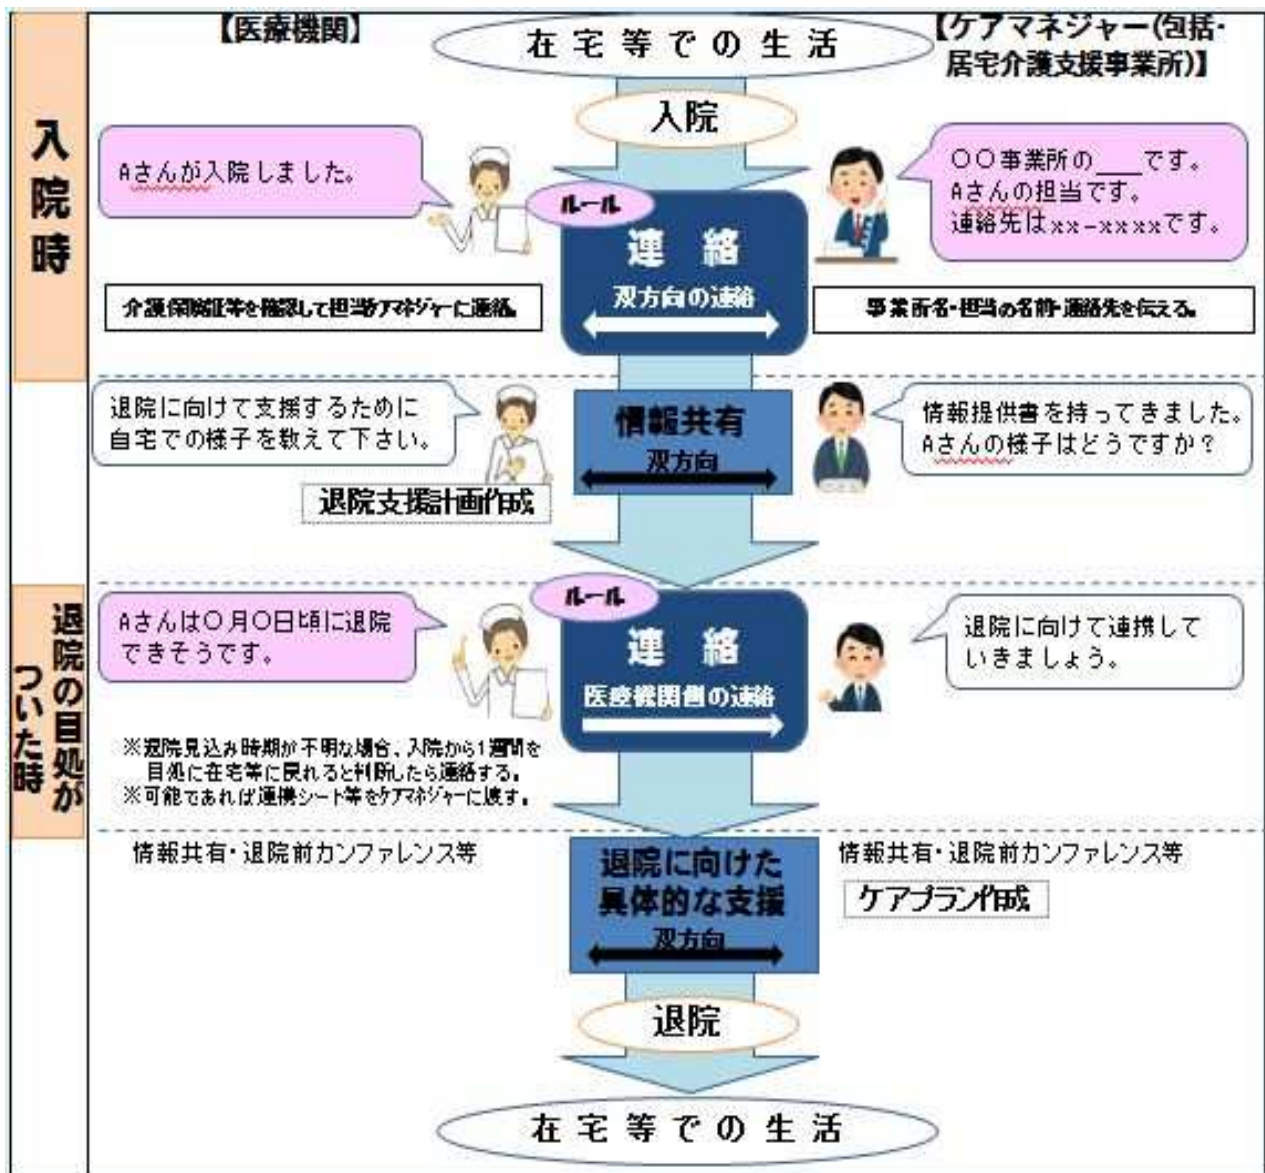 【医療機関】
在宅等での生活
【ケアマネジャー(包括・
居宅介護支援事業所)】
入院
入院時
Aさんが入院しました。
ルール
〇〇事業所の___です。
Aさんの担当です。
連絡先はxx-xxxxです。
連絡
双方向の連絡
介護保険証等を確認して担当ケアマネジャーに連絡。
事業所名・担当の名前・連絡先を伝える。
退院に向けて支援するために
自宅での様子を教えて下さい。
情報共有
双方向
情報提供書を持ってきました。
Aさんの様子はどうですか？
退院支援計画作成
退院の目処が
ついた時
Aさんは〇月〇日頃に退院
できそうです。
ルール
連絡
医療機関側の連絡
退院に向けて連携して
いきましょう。
※退院見込み時期が不明な場合、入院から1週間を
目処に在宅等に戻れると判断したら連絡する。
※可能であれば連携シート等をケアマネジャーに渡す。
情報共有・退院前カンファレンス等
退院に向けた
具体的な支援
双方向
情報共有・退院前カンファレンス等
ケアプラン作成
退院
在宅等での生活